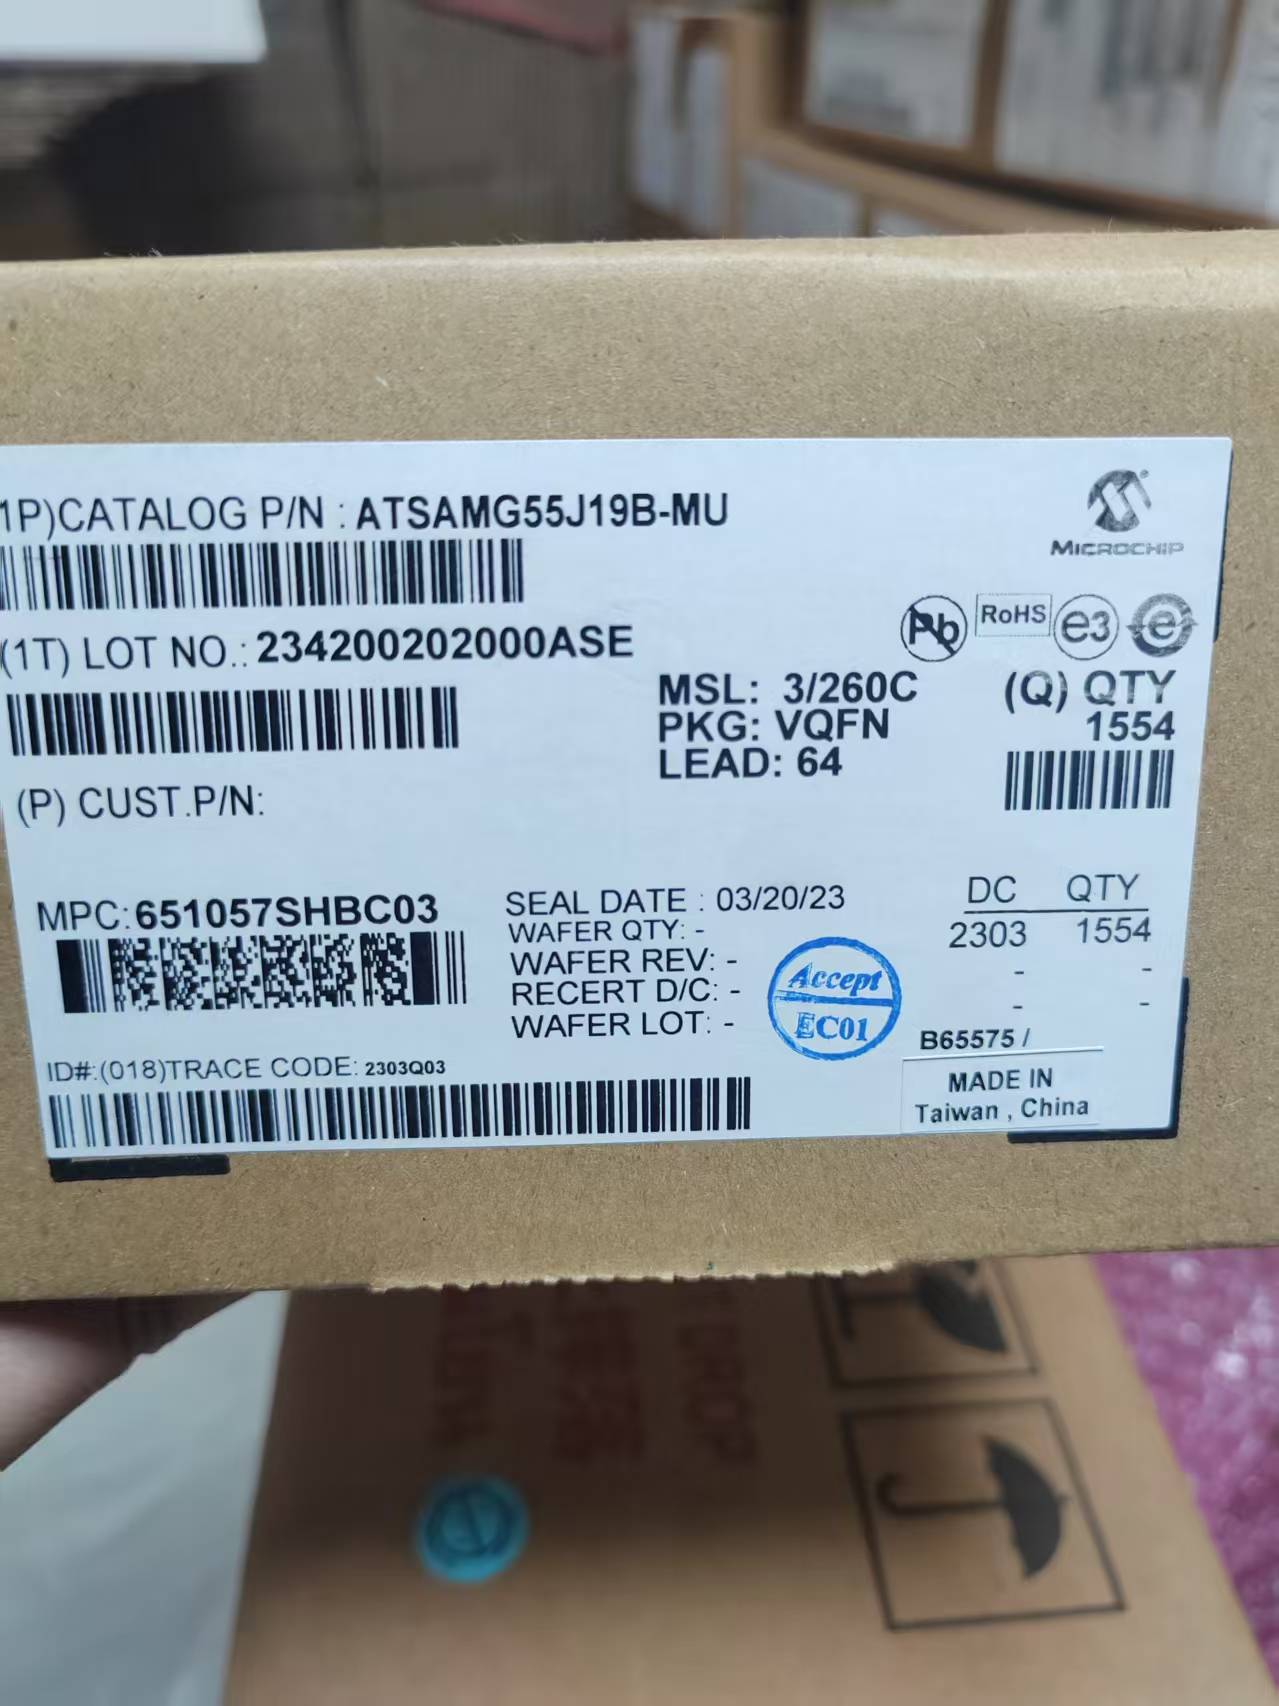 1P)CATALOG P/N : ATSAMG55J19B-MU
MICROCHIP
(1T) LOT NO.: 234200202000ASE
Pb
RoHS
e3
e
MSL: 3/260C
PKG: VQFN
LEAD: 64
(Q) QTY
1554
(P) CUST.P/N:
MPC:651057SHBC03
SEAL DATE : 03/20/23
WAFER QTY: -
WAFER REV: -
RECERT D/C: -
WAFER LOT: -
DC QTY
2303 1554
- -
- -
Accept
EC01
B65575 /
MADE IN
Taiwan , China
ID#:(018)TRACE CODE: 2303Q03